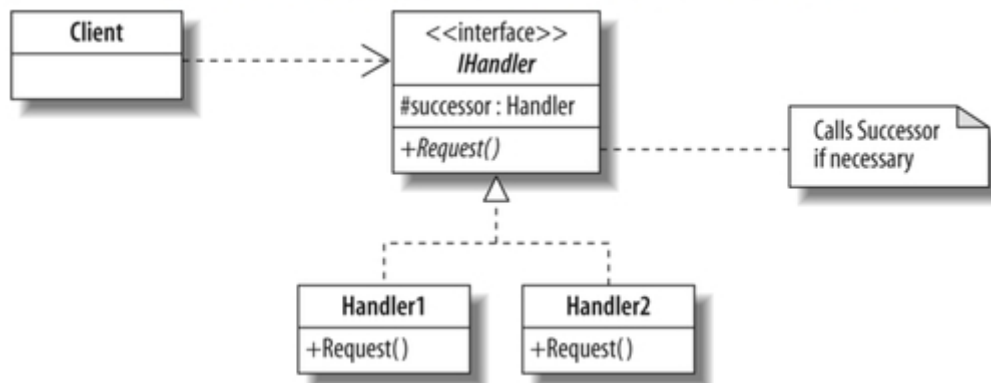 Client
<<interface>>
IHandler
#successor : Handler
+Request()
Calls Successor
if necessary
Handler1
+Request()
Handler2
+Request()